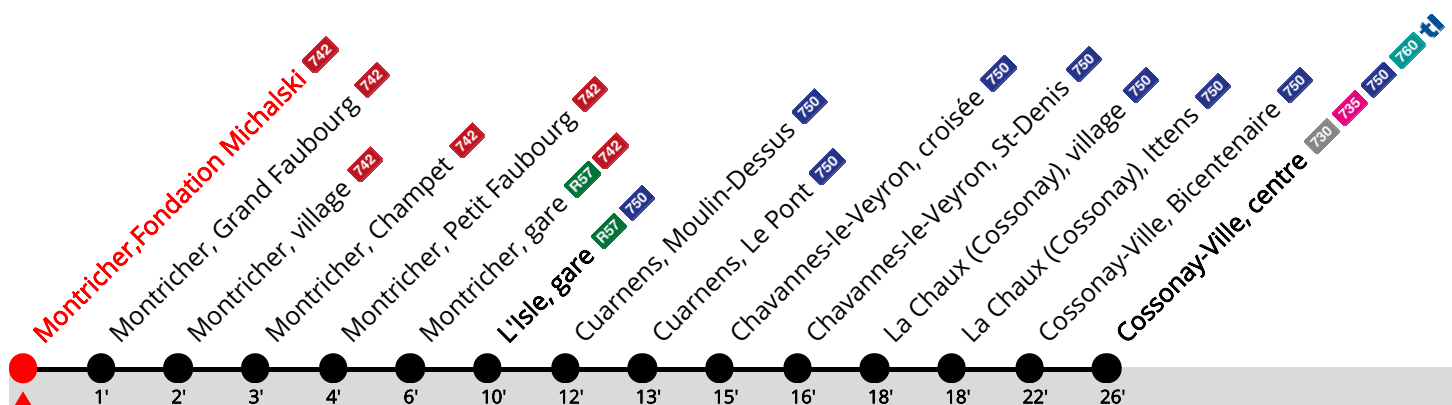 Montricher,Fondation Michalski 742
Montricher, Grand Faubourg 742
Montricher, village 742
Montricher, Champet 742
Montricher, Petit Faubourg 742
Montricher, gare R57 742
L'Isle, gare R57 750
Cuarnens, Moulin-Dessus 750
Cuarnens, Le Pont 750
Chavannes-le-Veyron, croisée 750
Chavannes-le-Veyron, St-Denis 750
La Chaux (Cossonay), village 750
La Chaux (Cossonay), Ittens 750
Cossonay-Ville, Bicentenaire 750
Cossonay-Ville, centre 730 735 750 760 tl
1' 2' 3' 4' 6' 10' 12' 13' 15' 16' 18' 18' 22' 26'